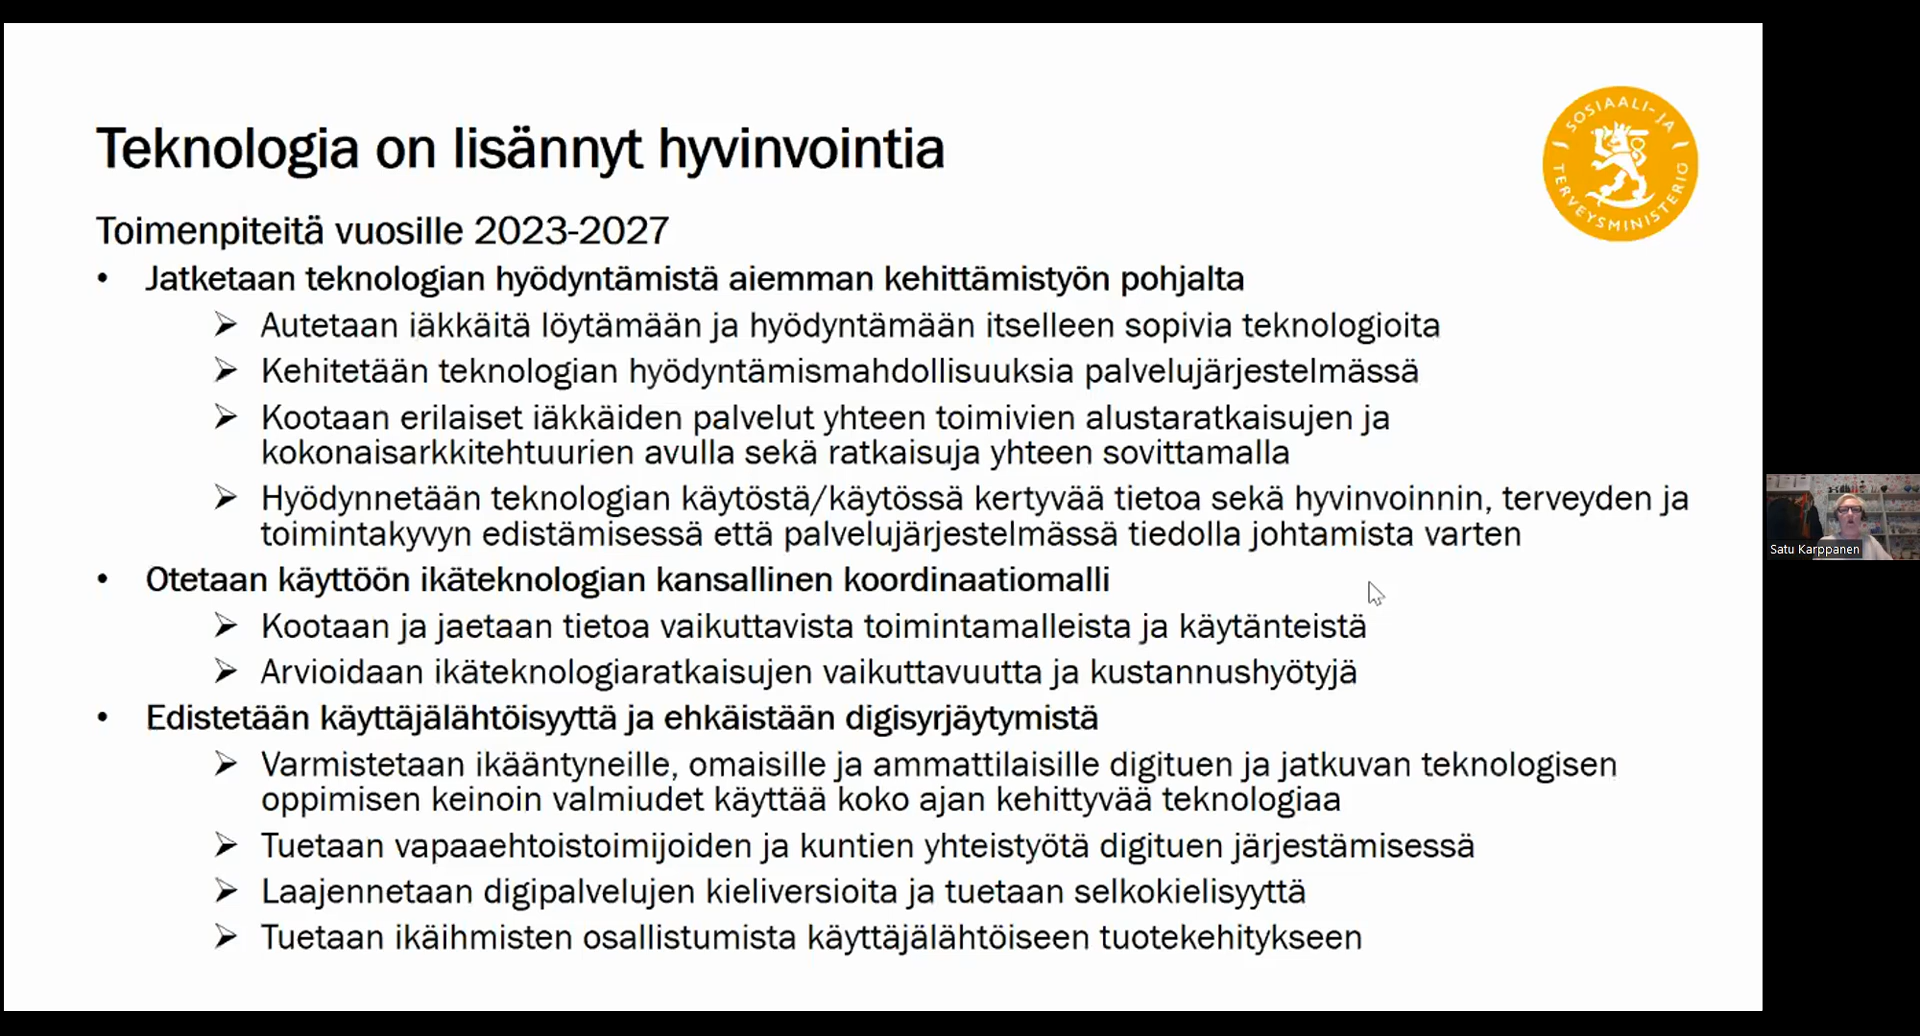 Teknologia on lisännyt hyvinvointia
SOSIAALI- JA
TERVEYSMINISTERIÖ
Toimenpiteitä vuosille 2023-2027
• Jatketaan teknologian hyödyntämistä aiemman kehittämistyön pohjalta
➢ Autetaan iäkkäitä löytämään ja hyödyntämään itselleen sopivia teknologioita
➢ Kehitetään teknologian hyödyntämismahdollisuuksia palvelujärjestelmässä
➢ Kootaan erilaiset iäkkäiden palvelut yhteen toimivien alustaratkaisujen ja
kokonaisarkkitehtuurien avulla sekä ratkaisuja yhteen sovittamalla
➢ Hyödynnetään teknologian käytöstä/käytössä kertyvää tietoa sekä hyvinvoinnin, terveyden ja
toimintakyvyn edistämisessä että palvelujärjestelmässä tiedolla johtamista varten
• Otetaan käyttöön ikäteknologian kansallinen koordinaatiomalli
➢ Kootaan ja jaetaan tietoa vaikuttavista toimintamalleista ja käytänteistä
➢ Arvioidaan ikäteknologiaratkaisujen vaikuttavuutta ja kustannushyötyjä
• Edistetään käyttäjälähtöisyyttä ja ehkäistään digisyrjäytymistä
➢ Varmistetaan ikääntyneille, omaisille ja ammattilaisille digituen ja jatkuvan teknologisen
oppimisen keinoin valmiudet käyttää koko ajan kehittyvää teknologiaa
➢ Tuetaan vapaaehtoistoimijoiden ja kuntien yhteistyötä digituen järjestämisessä
➢ Laajennetaan digipalvelujen kieliversioita ja tuetaan selkokielisyyttä
➢ Tuetaan ikäihmisten osallistumista käyttäjälähtöiseen tuotekehitykseen
Satu Karppanen